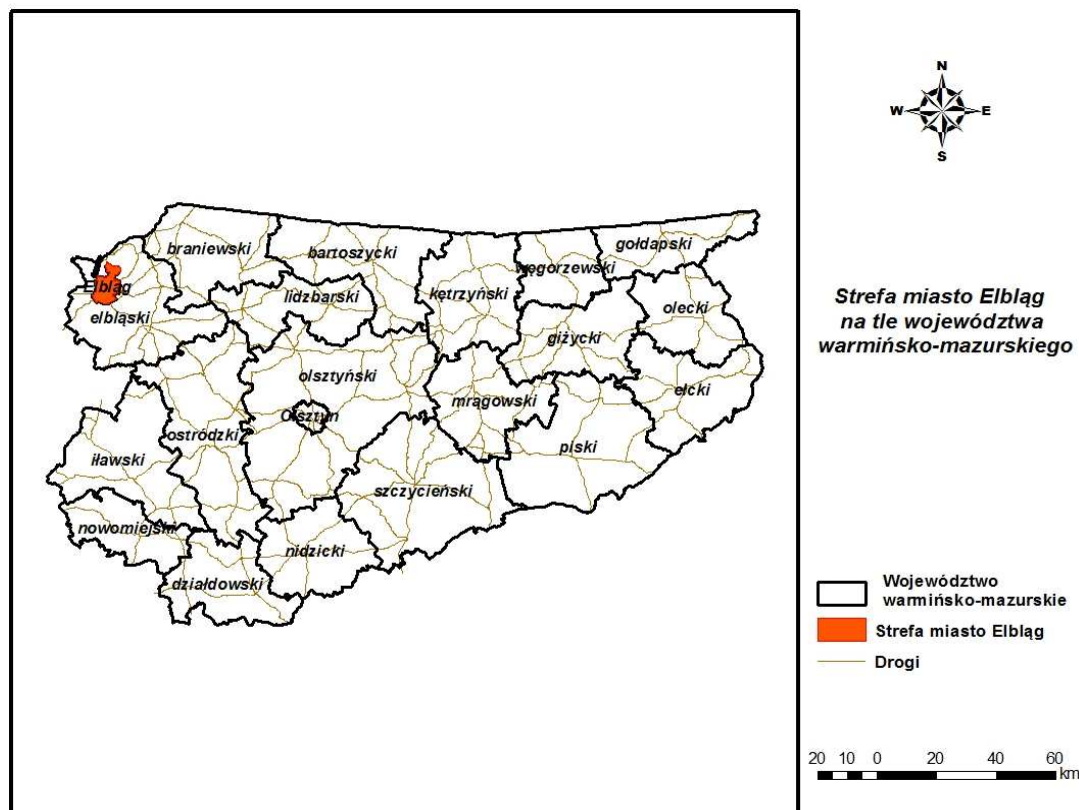 N
W E
S
braniewski
bartoszycki
gołdapski
węgorzewski
Elbląg
kętrzyński
lidzbarski
olecki
elbląski
giżycki
olsztyński
ełcki
mrągowski
Olsztyn
ostródzki
piski
iławski
szczycieński
nowomiejski
nidzicki
działdowski
Strefa miasto Elbląg
na tle województwa
warmińsko-mazurskiego
Województwo
warmińsko-mazurskie
Strefa miasto Elbląg
Drogi
20 10 0 20 40 60
km